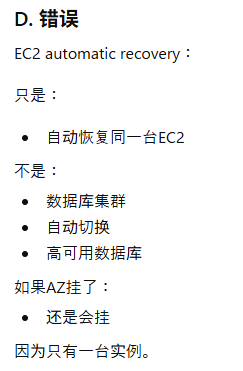 D. 错误
EC2 automatic recovery：
只是：
• 自动恢复同一台EC2
不是：
• 数据库集群
• 自动切换
• 高可用数据库
如果AZ挂了：
• 还是会挂
因为只有一台实例。